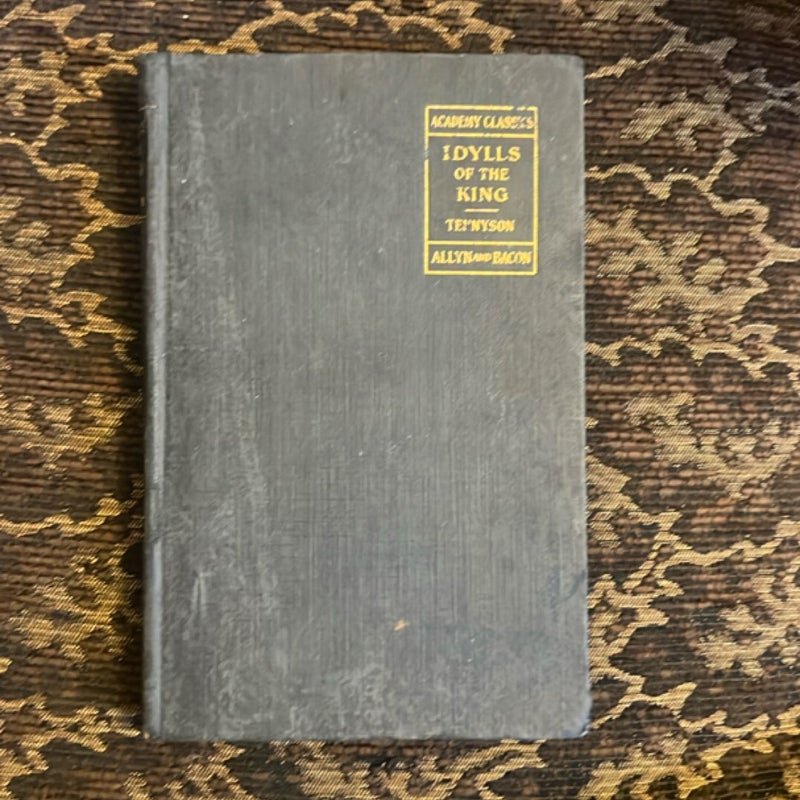 ACADEMY CLASSICS
IDYLLS
OF THE
KING
TENNYSON
ALLYN AND BACON